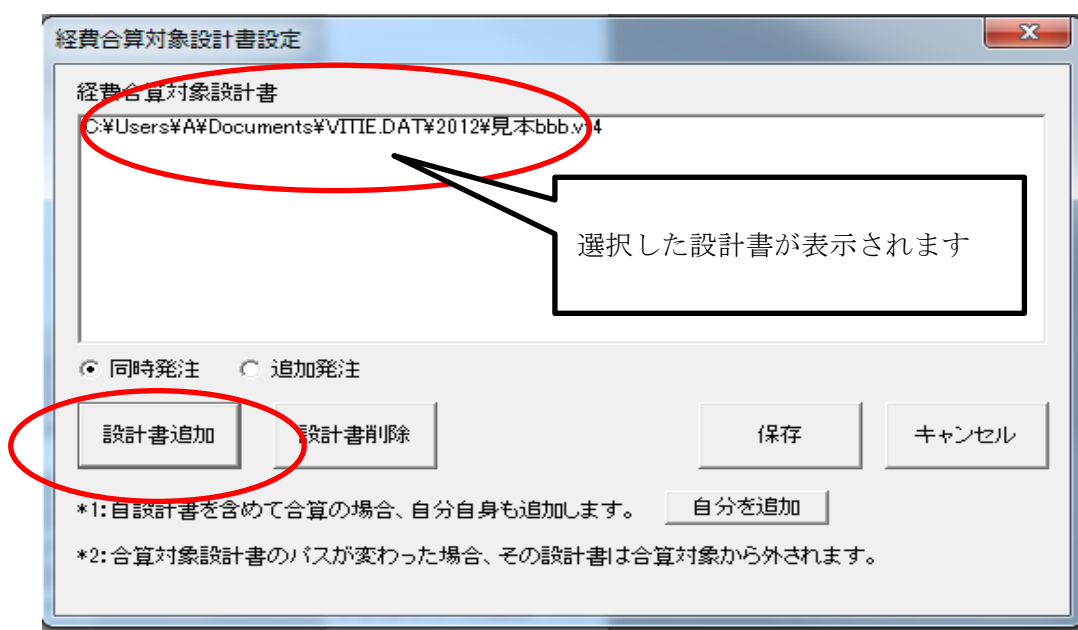 経費合算対象設計書設定
経費合算対象設計書
C:¥Users¥A¥Documents¥VITIE.DAT¥2012¥見本bbb.vt4
選択した設計書が表示されます
同時発注 追加発注
設計書追加 設計書削除 保存 キャンセル
*1:自設計書を含めて合算の場合、自分自身も追加します。 自分を追加
*2:合算対象設計書のパスが変わった場合、その設計書は合算対象から外されます。